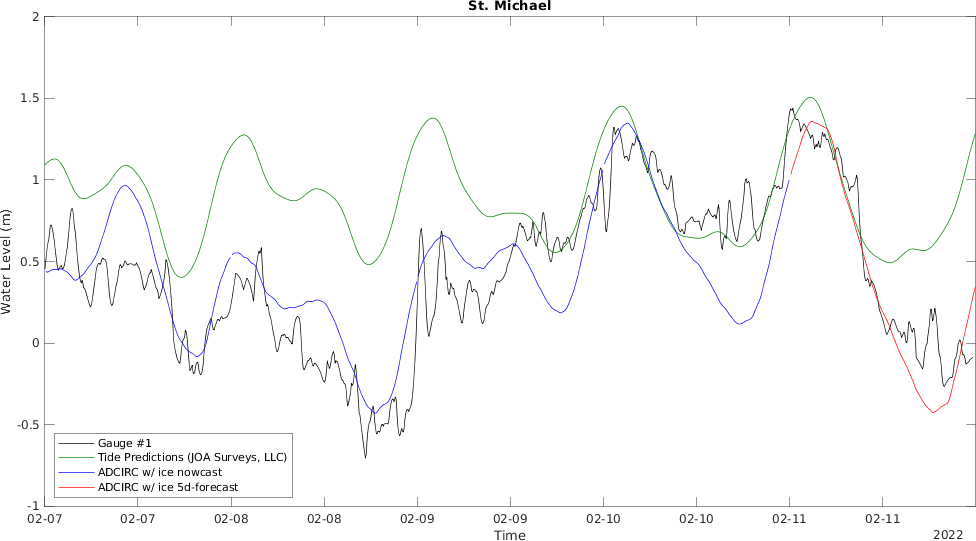 St. Michael
2
1.5
1
0.5
0
-0.5
-1
Water Level (m)
Gauge #1
Tide Predictions (JOA Surveys, LLC)
ADCIRC w/ ice nowcast
ADCIRC w/ ice 5d-forecast
02-07 02-07 02-08 02-08 02-09 02-09 02-10 02-10 02-11 02-11
Time
2022